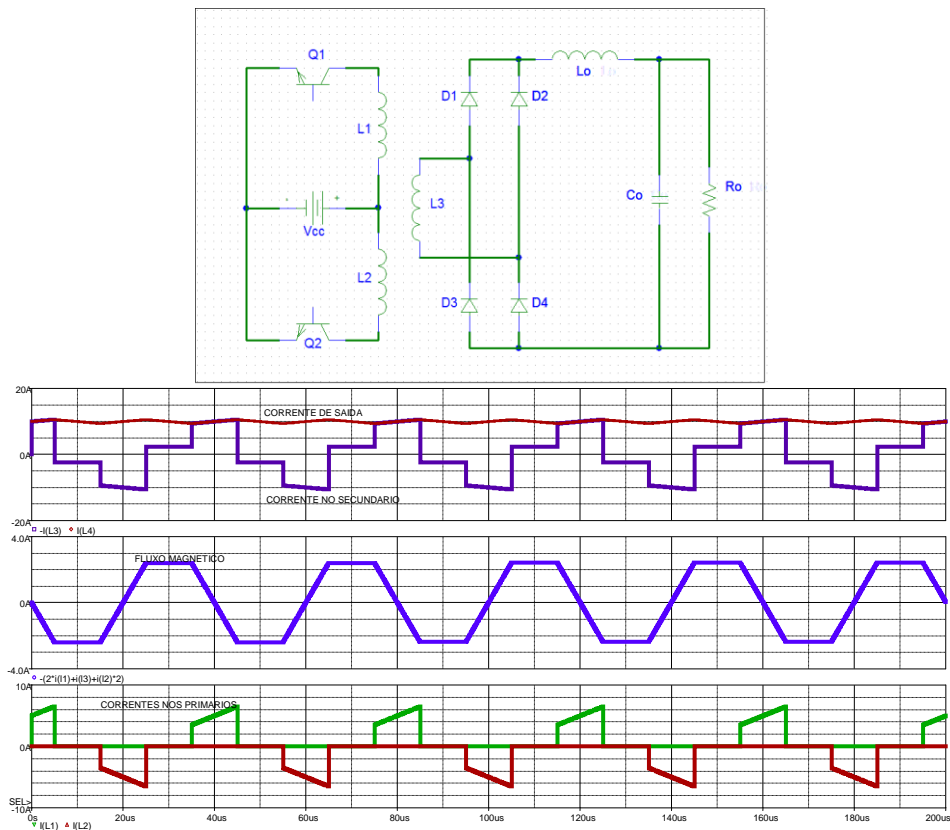 Q1
Lo
D1
D2
L1
L3
Co
Ro
- +
Vcc
L2
D3
D4
Q2
20A
CORRENTE DE SAIDA
0A
CORRENTE NO SECUNDARIO
-20A
-I(L3) I(L4)
4.0A
FLUXO MAGNETICO
0A
-4.0A
-(2*i(l1)+i(l3)+i(l2)*2)
10A
CORRENTES NOS PRIMARIOS
0A
SEL>
-10A
0s 20us 40us 60us 80us 100us 120us 140us 160us 180us 200us
I(L1) I(L2)